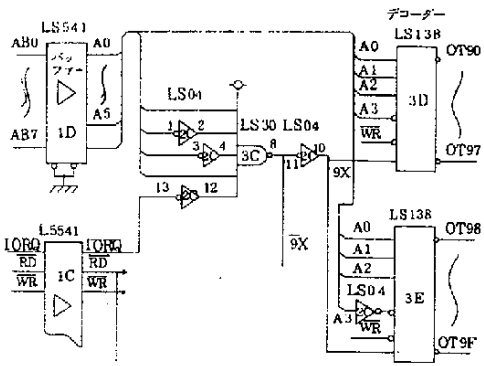 デコーダー
LS541
LS138
AB0
A0
バッ
ファー
1D
A5
AB7
LS04
1
2
3
2C
4
13
2C
12
LS30
3C
8
LS04
11
2C
10
9X
9X
A0
A1
A2
A3
WR
3D
OT90
OT97
LS138
A0
A1
A2
LS04
A3
WR
3E
OT98
OT9F
LS541
IORQ
RD
WR
1C
IORQ
RD
WR